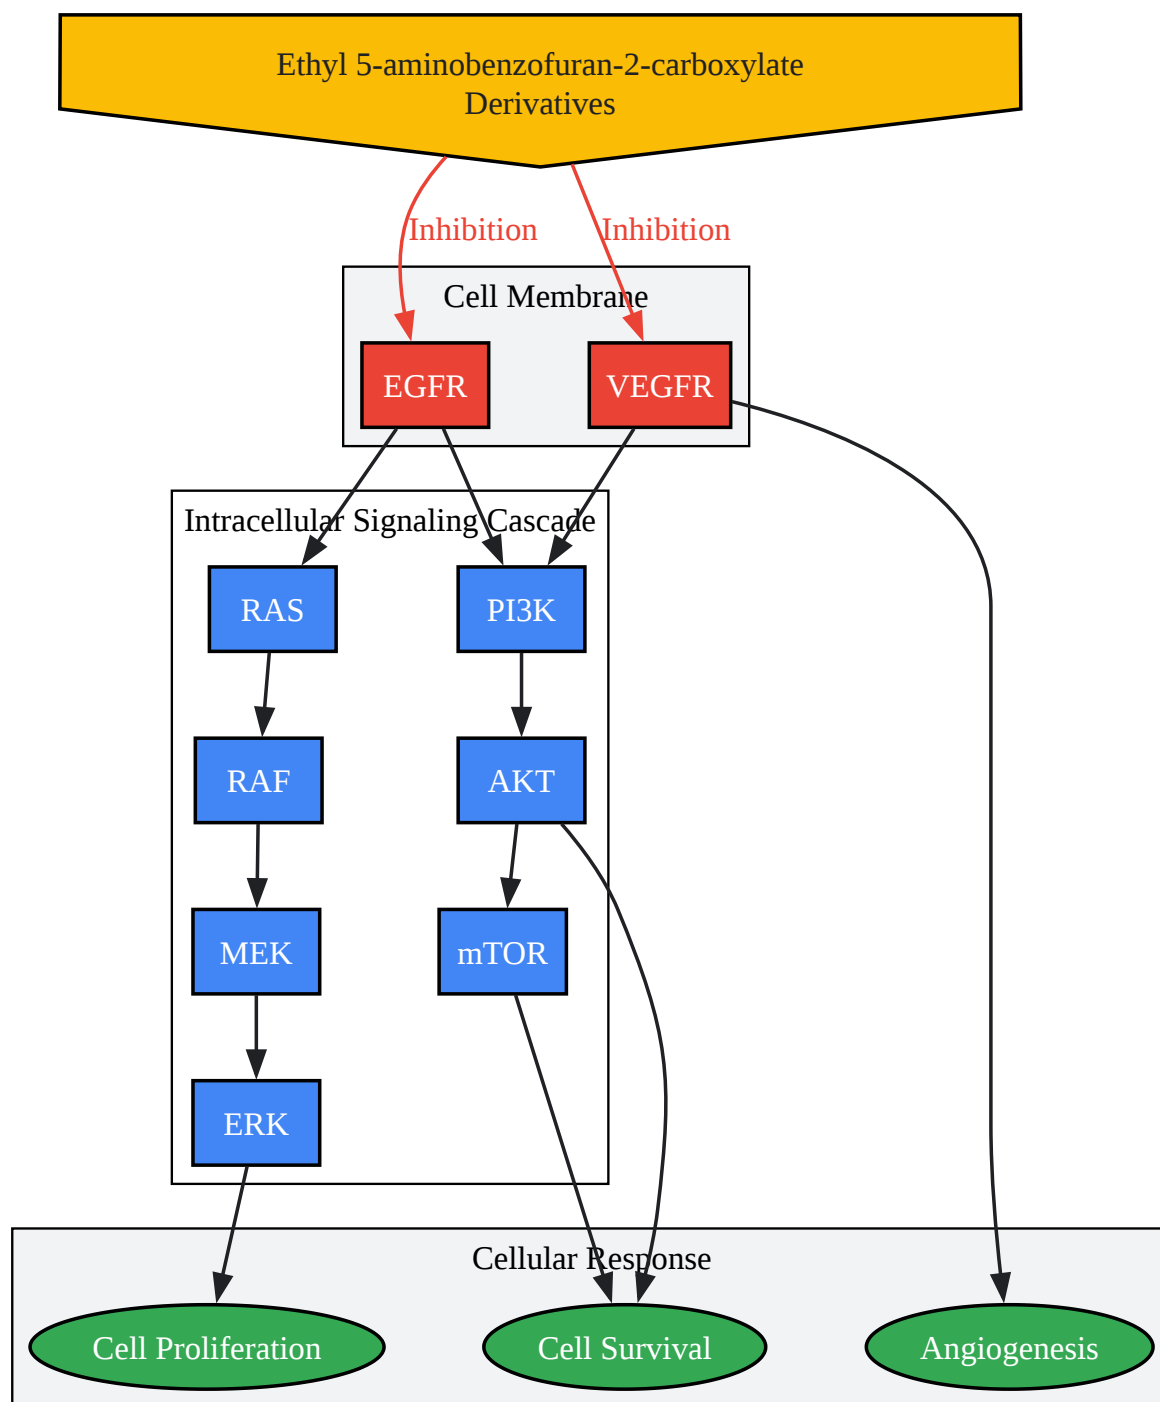 Ethyl 5-aminobenzofuran-2-carboxylate
Derivatives
Inhibition
Inhibition
Cell Membrane
EGFR
VEGFR
Intracellular Signaling Cascade
RAS
PI3K
RAF
AKT
MEK
mTOR
ERK
Cellular Response
Cell Proliferation
Cell Survival
Angiogenesis